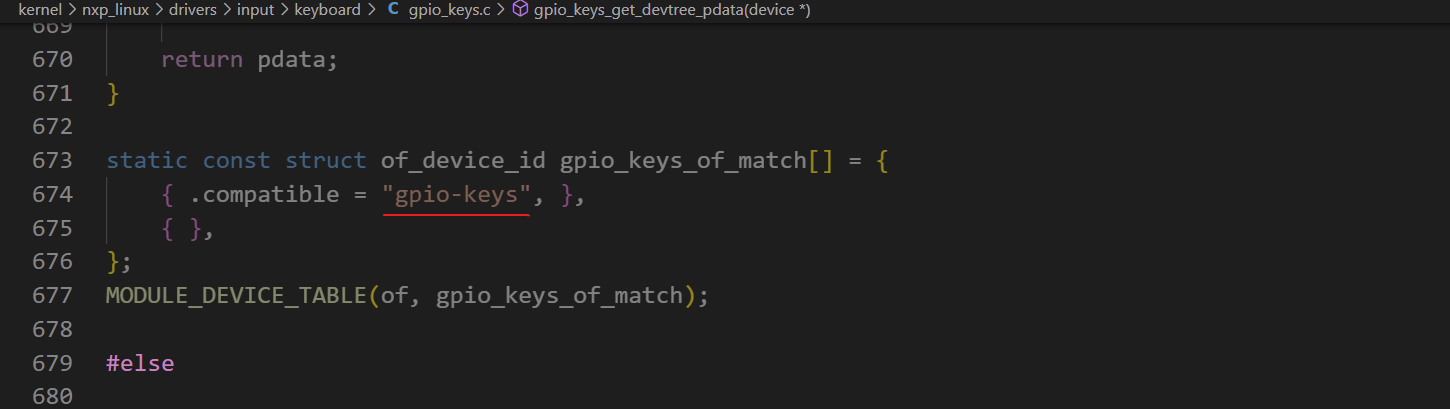 kernel > nxp_linux > drivers > input > keyboard > C gpio_keys.c > gpio_keys_get_devtree_pdata(device *)
669
670 return pdata;
671 }
672
673 static const struct of_device_id gpio_keys_of_match[] = {
674 { .compatible = "gpio-keys", },
675 { },
676 };
677 MODULE_DEVICE_TABLE(of, gpio_keys_of_match);
678
679 #else
680